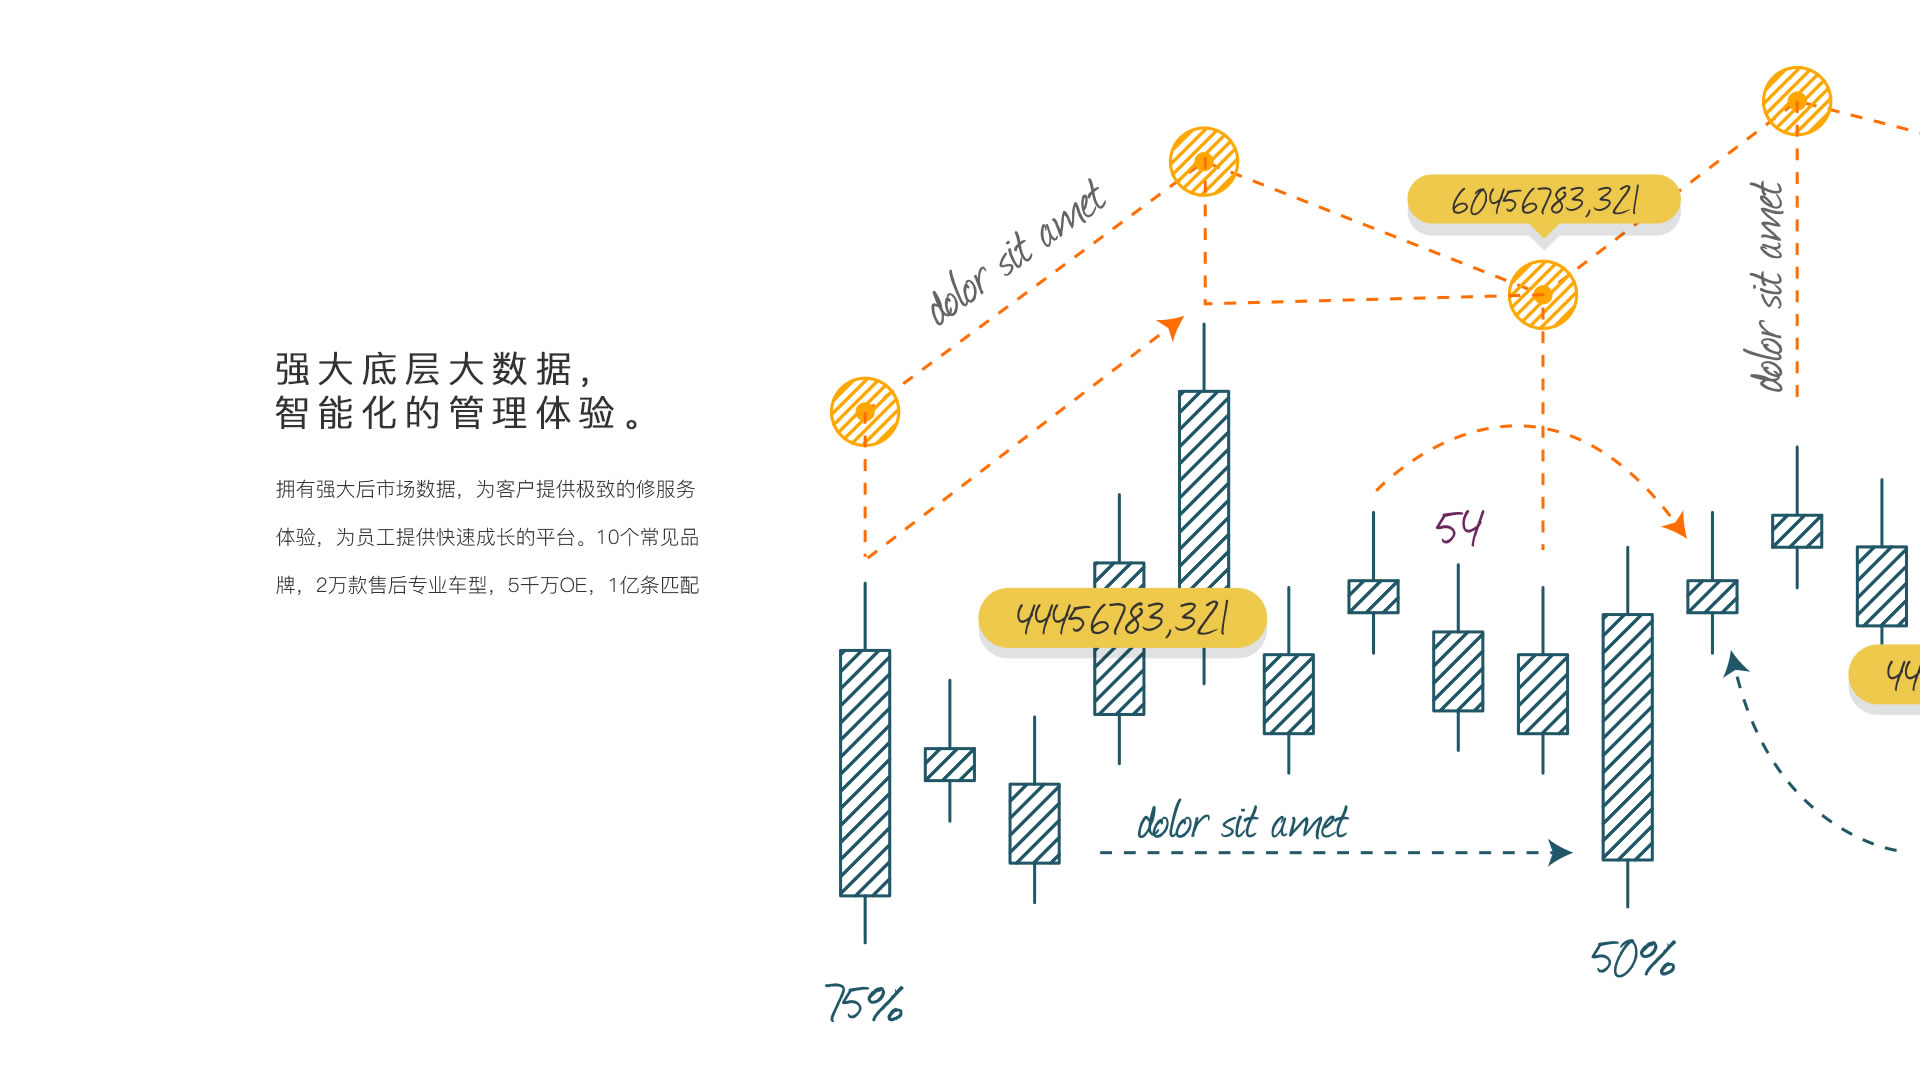 强大底层大数据，
智能化的管理体验。
拥有强大后市场数据，为客户提供极致的修服务
体验，为员工提供快速成长的平台。10个常见品
牌，2万款售后专业车型，5千万OE，1亿条匹配
dolor sit amet
60456783,321
dolor sit amet
54
44456783,321
44
dolor sit amet
50%
75%